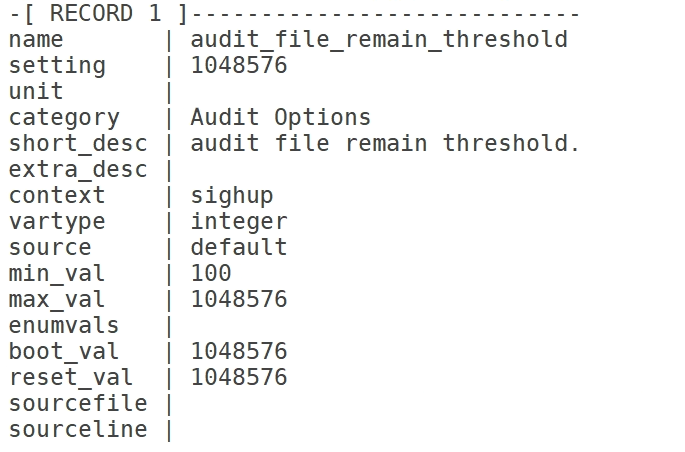 -[ RECORD 1 ]----------------------------
name        | audit_file_remain_threshold
setting     | 1048576
unit        |
category    | Audit Options
short_desc  | audit file remain threshold.
extra_desc  |
context     | sighup
vartype     | integer
source      | default
min_val     | 100
max_val     | 1048576
enumvals    |
boot_val    | 1048576
reset_val   | 1048576
sourcefile  |
sourceline  |